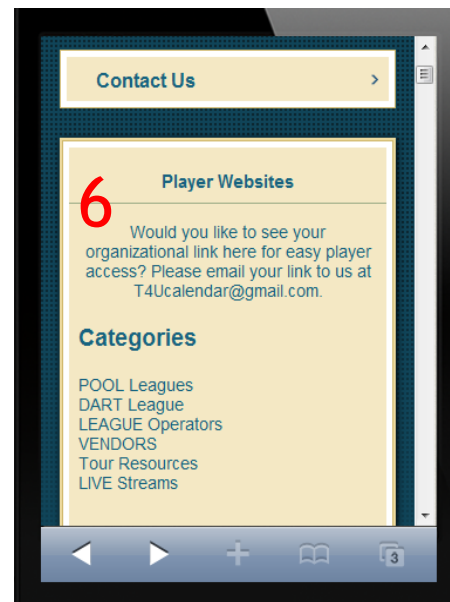 Contact Us
Player Websites
6
Would you like to see your
organizational link here for easy player
access? Please email your link to us at
T4Ucalendar@gmail.com.
Categories
POOL Leagues
DART League
LEAGUE Operators
VENDORS
Tour Resources
LIVE Streams
3